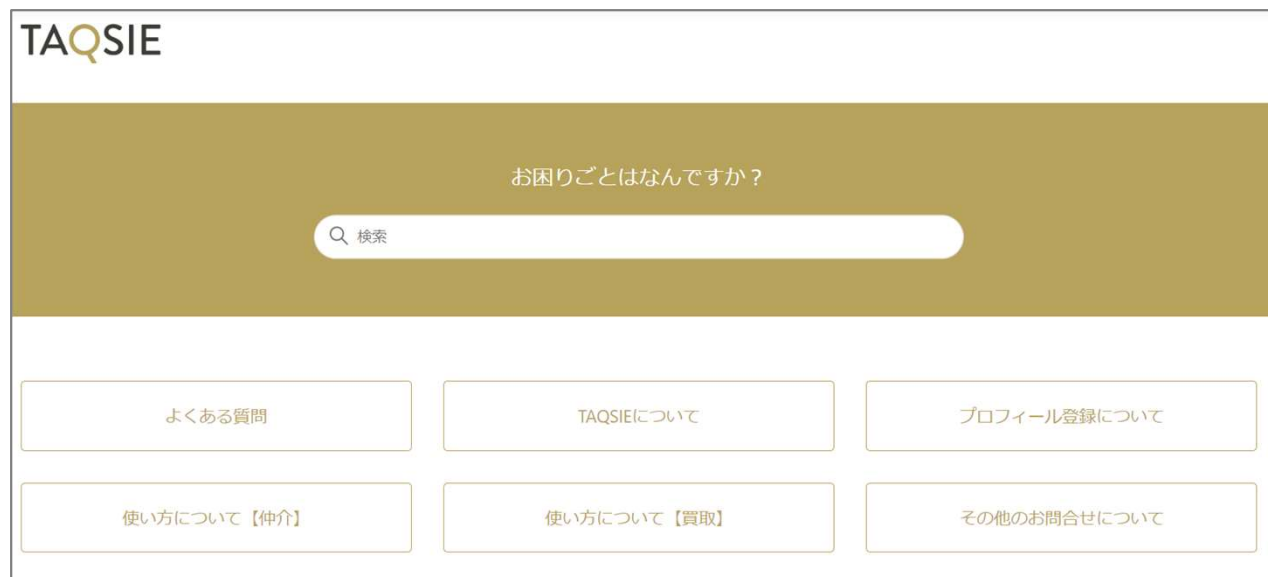 TAQSIE
お困りごとはなんですか？
検索
よくある質問
TAQSIEについて
プロフィール登録について
使い方について【仲介】
使い方について【買取】
その他のお問合せについて